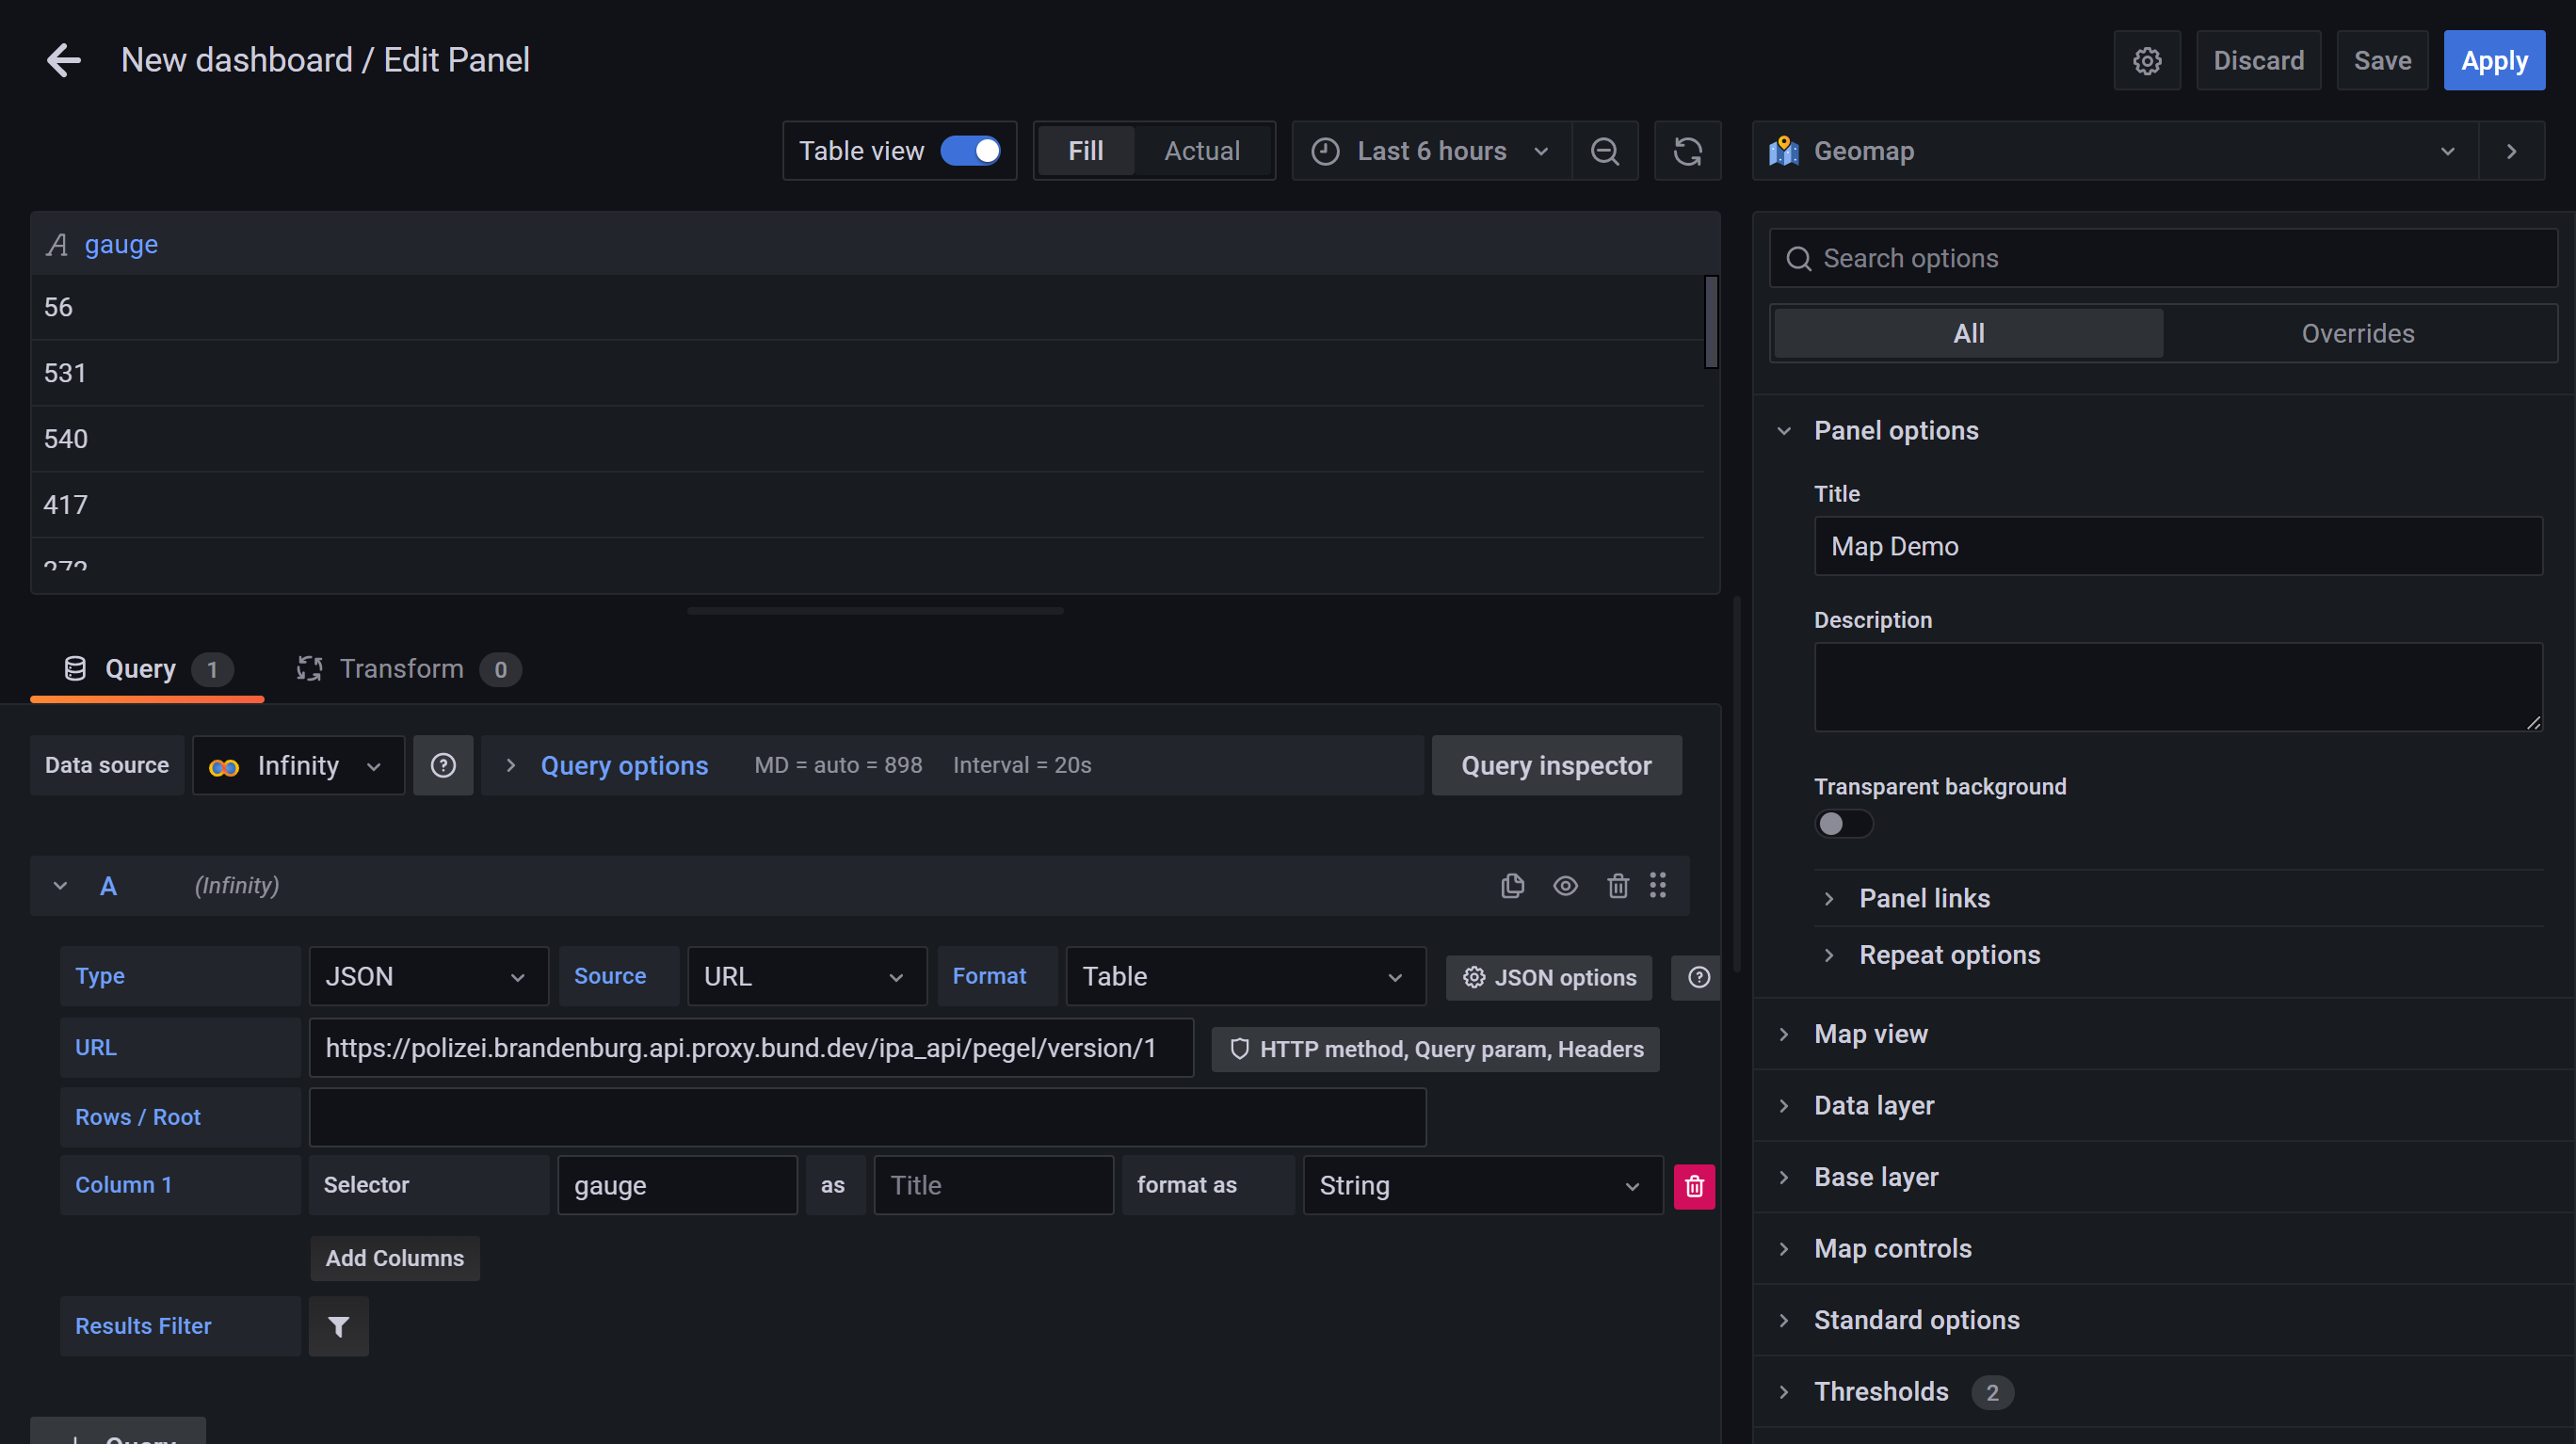 New dashboard / Edit Panel
Discard
Save
Apply
Table view
Fill
Actual
Last 6 hours
Geomap
gauge
56
531
540
417
Search options
All
Overrides
Panel options
Title
Map Demo
Description
Transparent background
Panel links
Repeat options
Map view
Data layer
Base layer
Map controls
Standard options
Thresholds 2
Query 1
Transform 0
Data source
Infinity
Query options MD = auto = 898 Interval = 20s
Query inspector
A (Infinity)
Type JSON Source URL Format Table JSON options
URL https://polizei.brandenburg.api.proxy.bund.dev/ipa_api/pegel/version/1 HTTP method, Query param, Headers
Rows / Root
Column 1 Selector gauge as Title format as String
Add Columns
Results Filter
Query